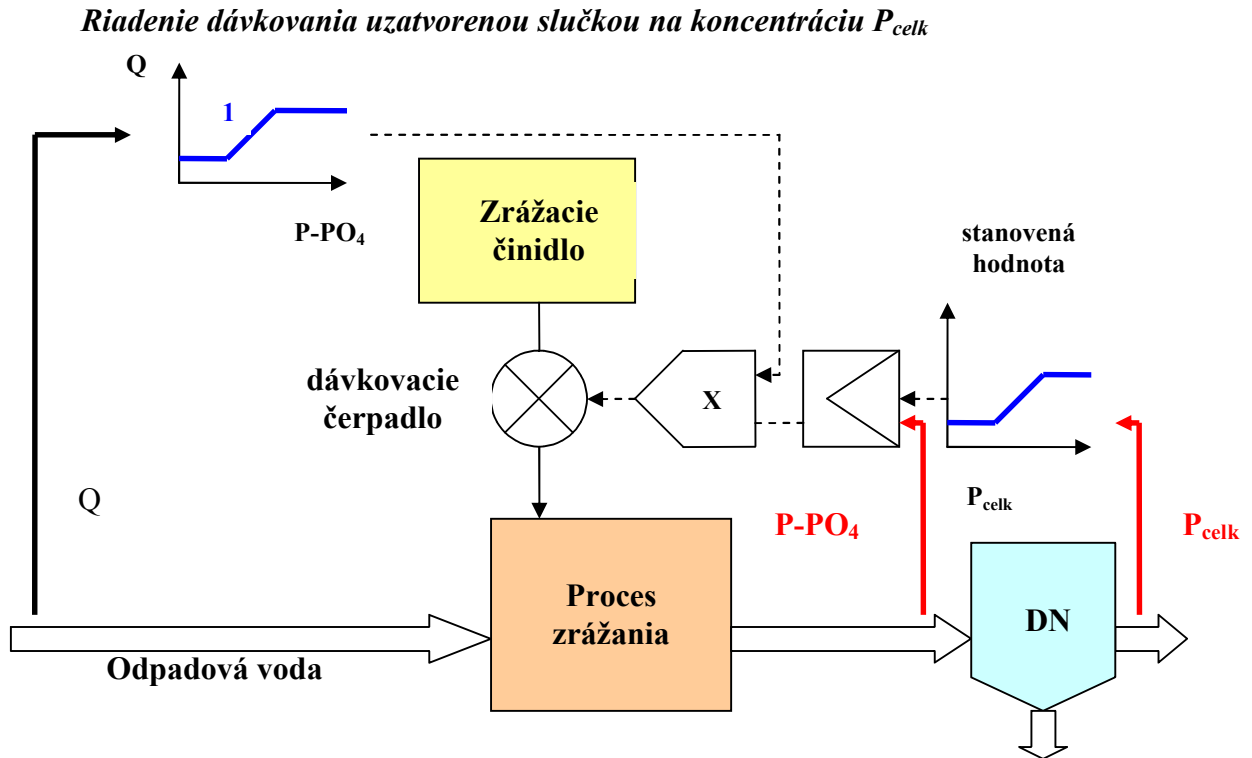 Riadenie dávkovania uzatvorenou slučkou na koncentráciu Pcelk
Q
1
P-PO4
Zrážacie
činidlo
stanovená
hodnota
dávkovacie
čerpadlo
X
Q
Pcelk
P-PO4
Pcelk
Proces
zrážania
DN
Odpadová voda